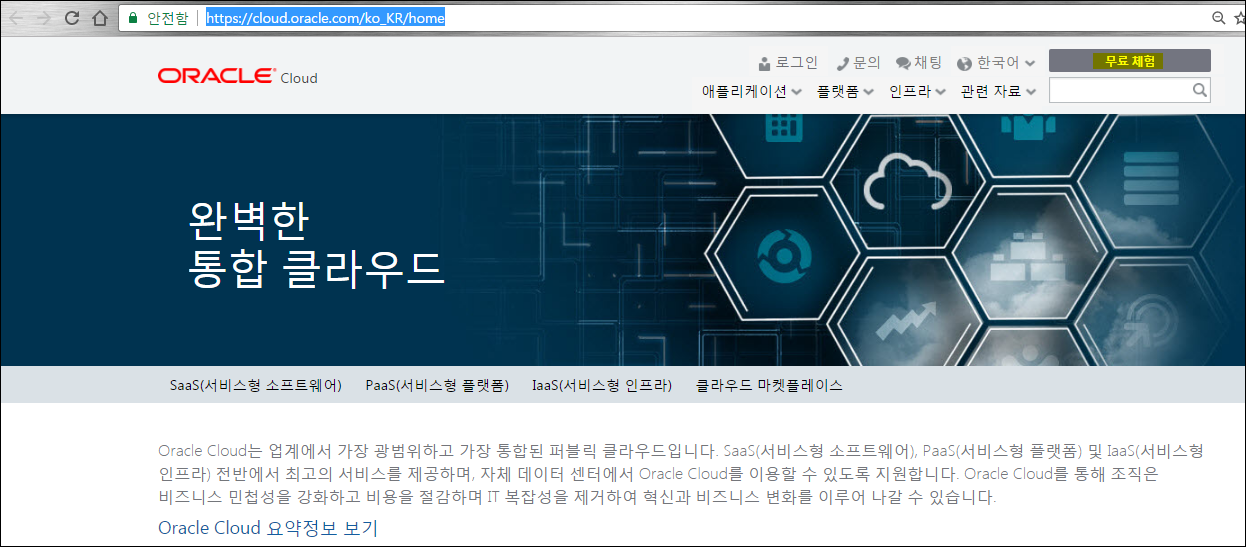 안전함 https://cloud.oracle.com/ko_KR/home
ORACLE Cloud
로그인 문의 채팅 한국어 무료 체험
애플리케이션 플랫폼 인프라 관련 자료
완벽한
통합 클라우드
SaaS(서비스형 소프트웨어) PaaS(서비스형 플랫폼) IaaS(서비스형 인프라) 클라우드 마켓플레이스
Oracle Cloud는 업계에서 가장 광범위하고 가장 통합된 퍼블릭 클라우드입니다. SaaS(서비스형 소프트웨어), PaaS(서비스형 플랫폼) 및 IaaS(서비스형
인프라) 전반에서 최고의 서비스를 제공하며, 자체 데이터 센터에서 Oracle Cloud를 이용할 수 있도록 지원합니다. Oracle Cloud를 통해 조직은
비즈니스 민첩성을 강화하고 비용을 절감하며 IT 복잡성을 제거하여 혁신과 비즈니스 변화를 이루어 나갈 수 있습니다.
Oracle Cloud 요약정보 보기